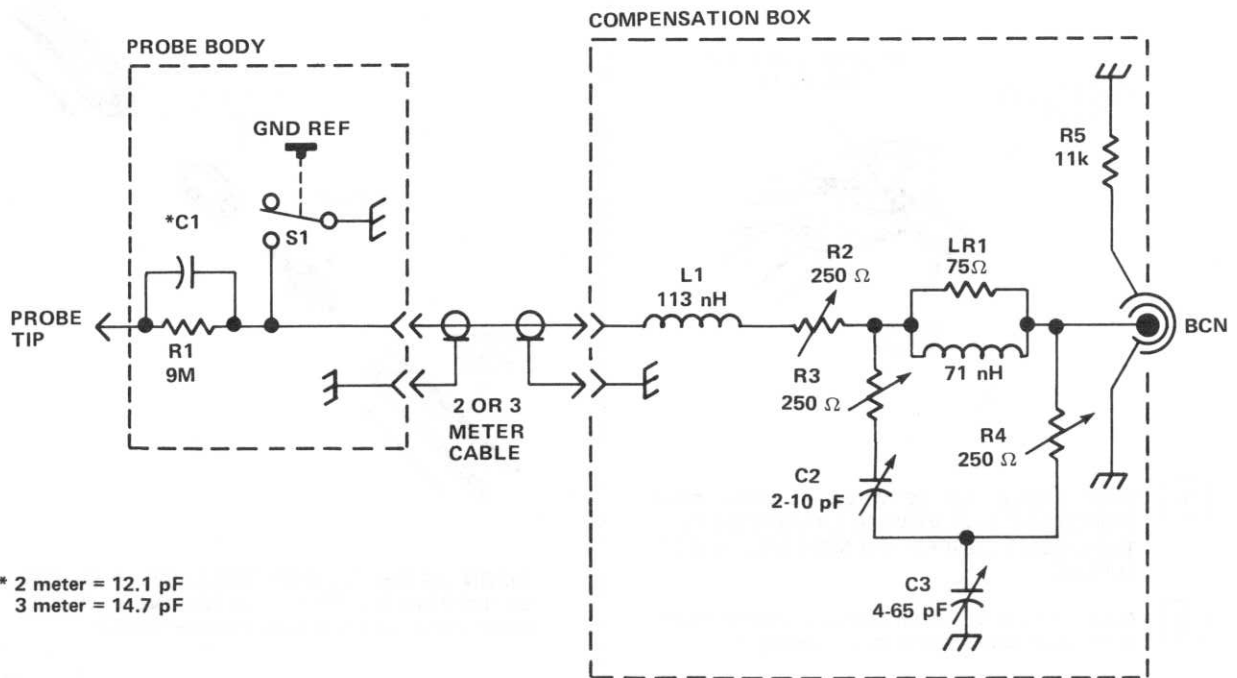 COMPENSATION BOX
PROBE BODY
GND REF
*C1
S1
PROBE
TIP
R1
9M
2 OR 3
METER
CABLE
L1
113 nH
R2
250 Ω
LR1
75Ω
71 nH
R3
250 Ω
C2
2-10 pF
R4
250 Ω
C3
4-65 pF
R5
11k
BCN
* 2 meter = 12.1 pF
3 meter = 14.7 pF